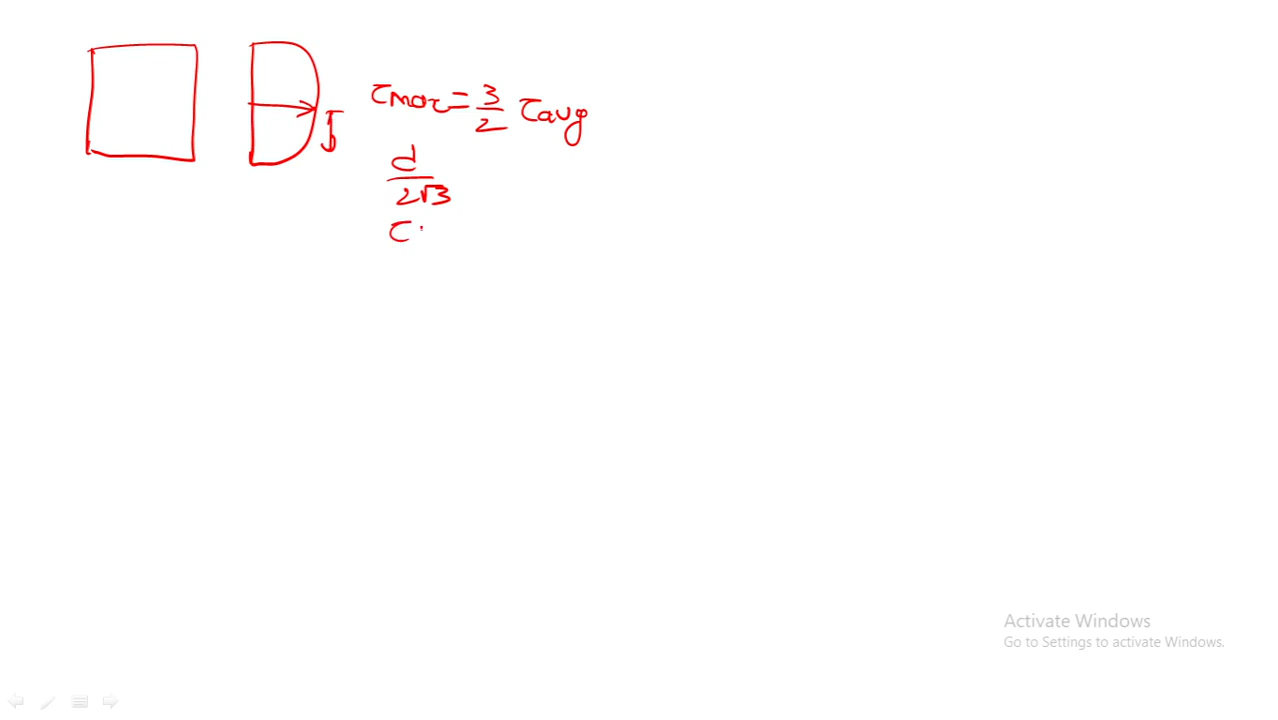 τmax = 3/2 τavg
d/2√3
τ
Activate Windows
Go to Settings to activate Windows.